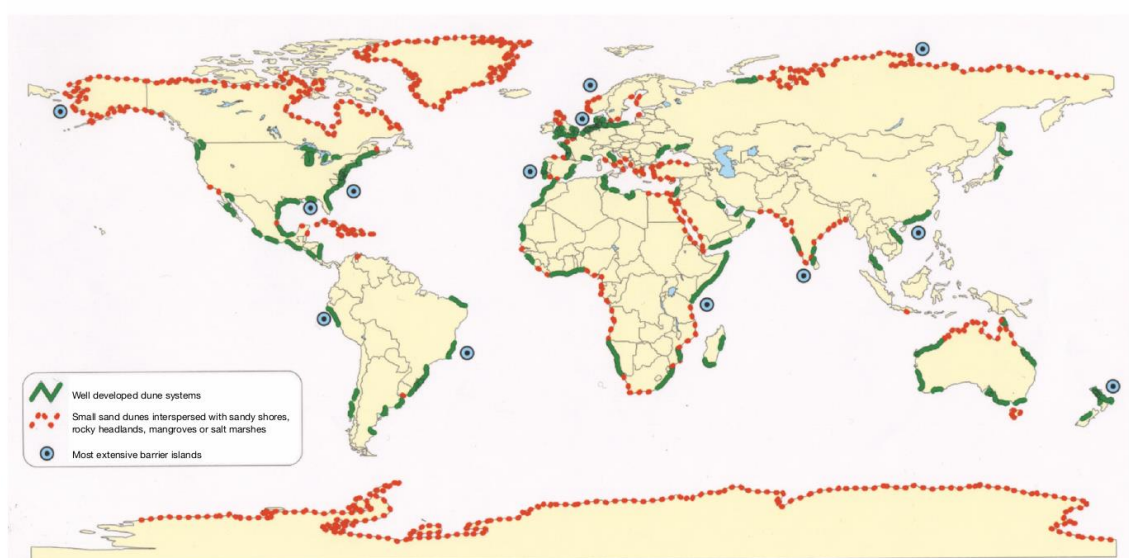 Well developed dune systems
Small sand dunes interspersed with sandy shores,
rocky headlands, mangroves or salt marshes
Most extensive barrier islands